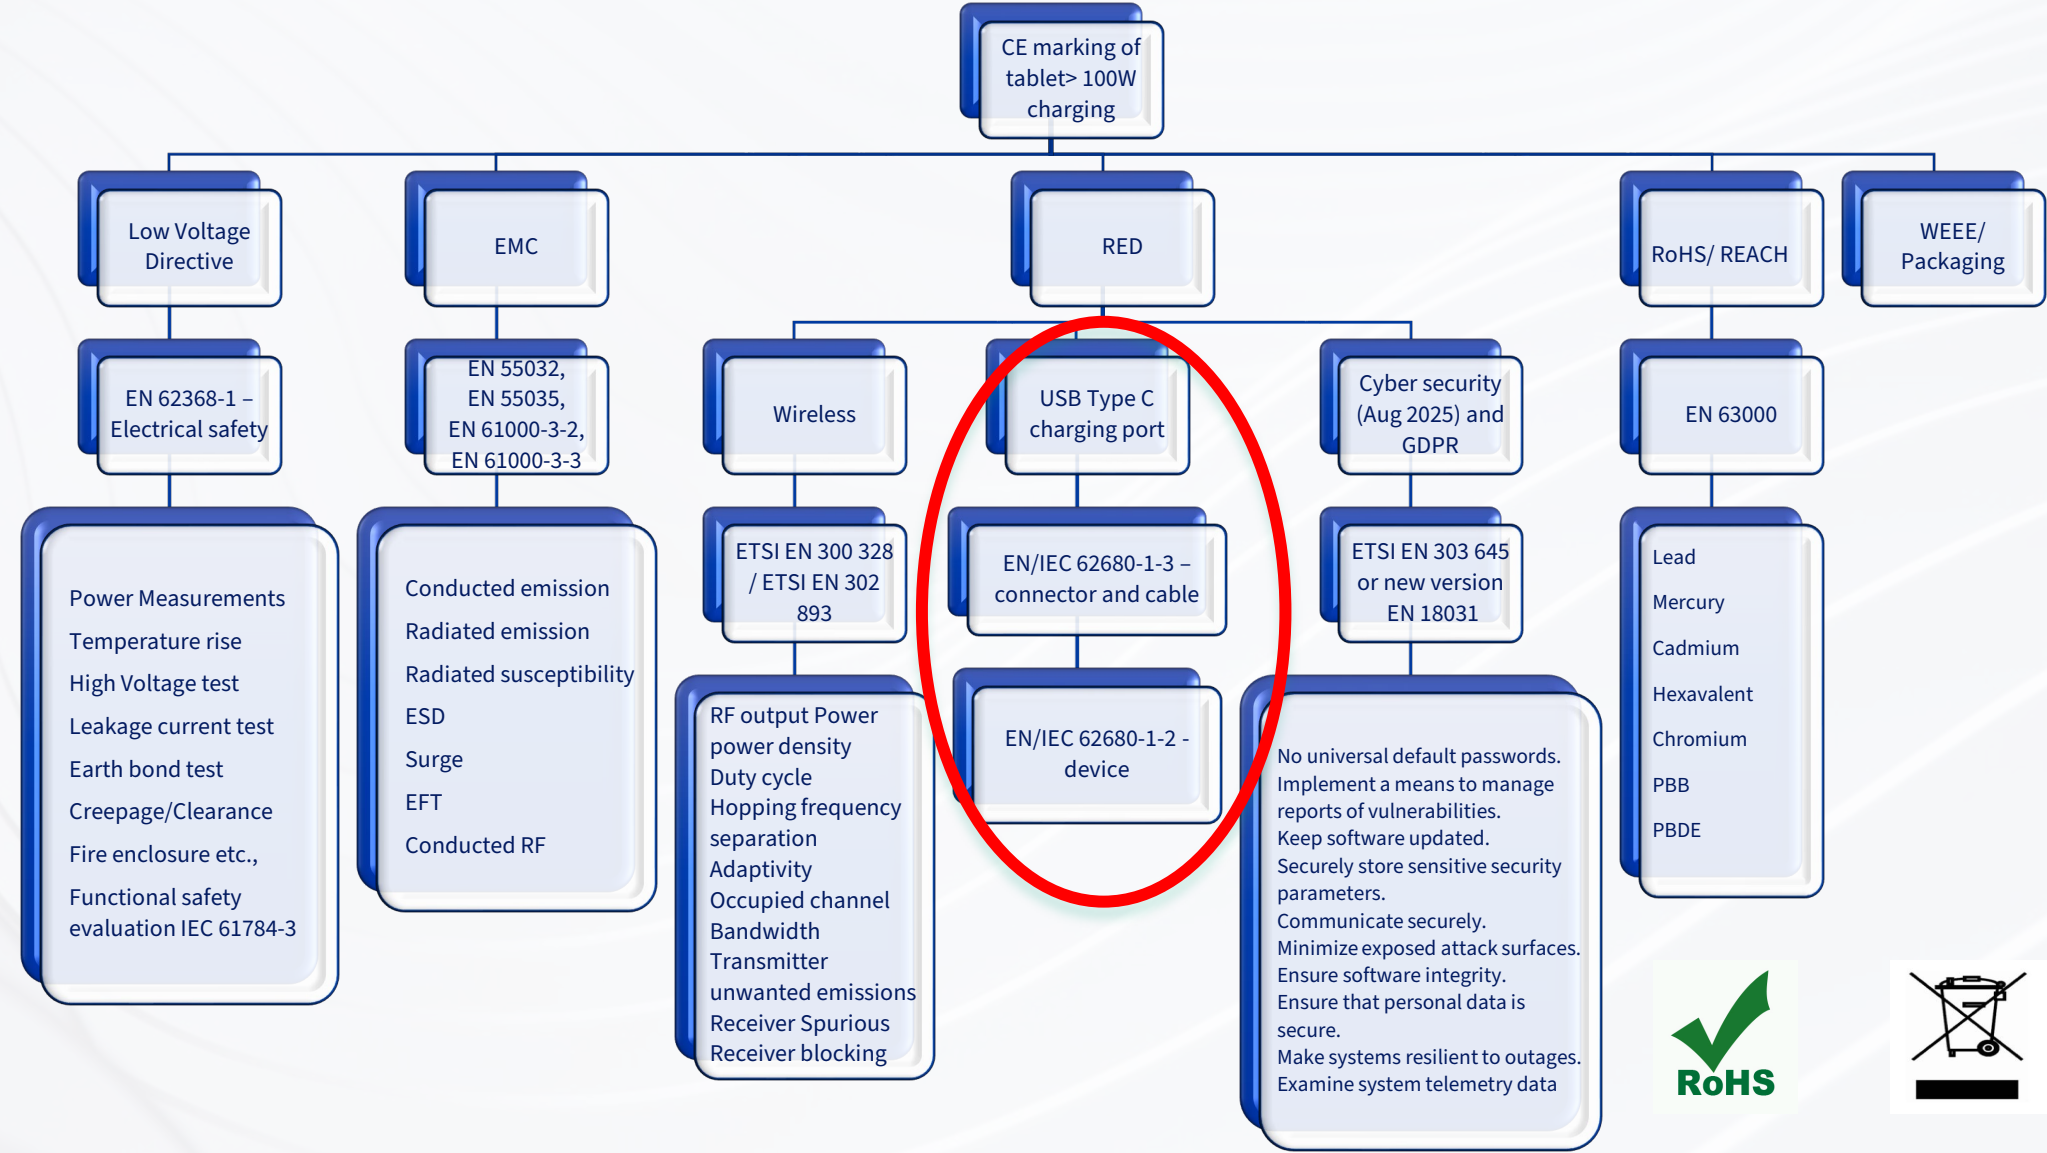 CE marking of
tablet> 100W
charging
Low Voltage
Directive
EMC
RED
RoHS/ REACH
WEEE/
Packaging
EN 62368-1 –
Electrical safety
EN 55032,
EN 55035,
EN 61000-3-2,
EN 61000-3-3
Wireless
USB Type C
charging port
Cyber security
(Aug 2025) and
GDPR
EN 63000
Power Measurements
Temperature rise
High Voltage test
Leakage current test
Earth bond test
Creepage/Clearance
Fire enclosure etc.,
Functional safety
evaluation IEC 61784-3
Conducted emission
Radiated emission
Radiated susceptibility
ESD
Surge
EFT
Conducted RF
ETSI EN 300 328
/ ETSI EN 302
893
RF output Power
power density
Duty cycle
Hopping frequency
separation
Adaptivity
Occupied channel
Bandwidth
Transmitter
unwanted emissions
Receiver Spurious
Receiver blocking
EN/IEC 62680-1-3 –
connector and cable
EN/IEC 62680-1-2 -
device
ETSI EN 303 645
or new version
EN 18031
No universal default passwords.
Implement a means to manage
reports of vulnerabilities.
Keep software updated.
Securely store sensitive security
parameters.
Communicate securely.
Minimize exposed attack surfaces.
Ensure software integrity.
Ensure that personal data is
secure.
Make systems resilient to outages.
Examine system telemetry data
Lead
Mercury
Cadmium
Hexavalent
Chromium
PBB
PBDE
RoHS